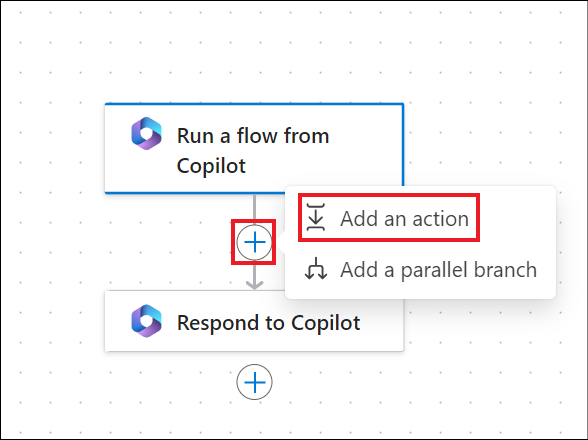 Run a flow from
Copilot
Add an action
Add a parallel branch
Respond to Copilot